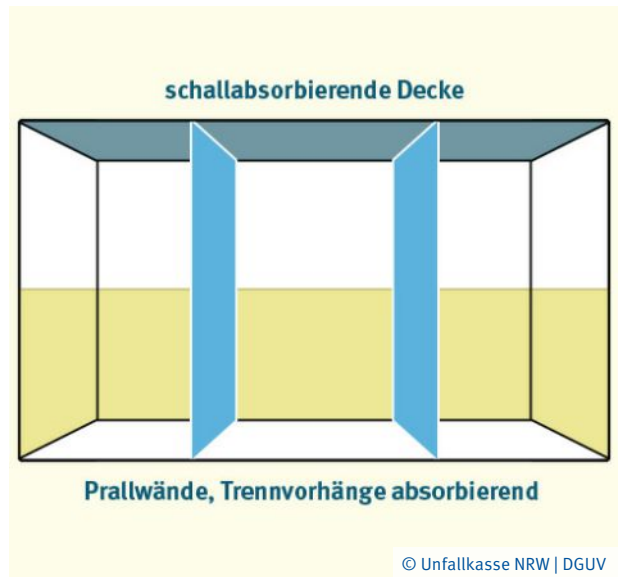 schallabsorbierende Decke
Prallwände, Trennvorhänge absorbierend
© Unfallkasse NRW | DGUV